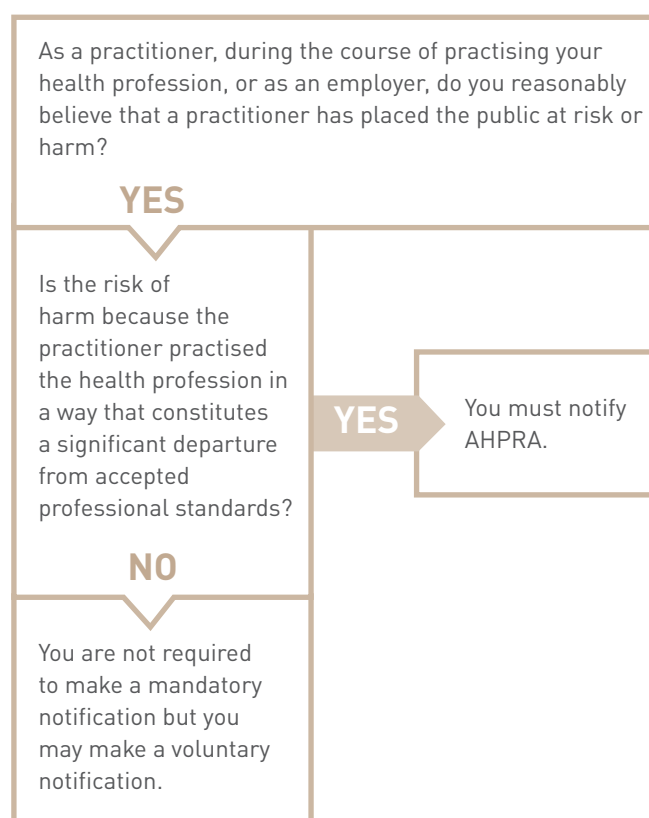 As a practitioner, during the course of practising your
health profession, or as an employer, do you reasonably
believe that a practitioner has placed the public at risk or
harm?
YES
Is the risk of
harm because the
practitioner practised
the health profession in
a way that constitutes
a significant departure
from accepted
professional standards?
YES
You must notify
AHPRA.
NO
You are not required
to make a mandatory
notification but you
may make a voluntary
notification.